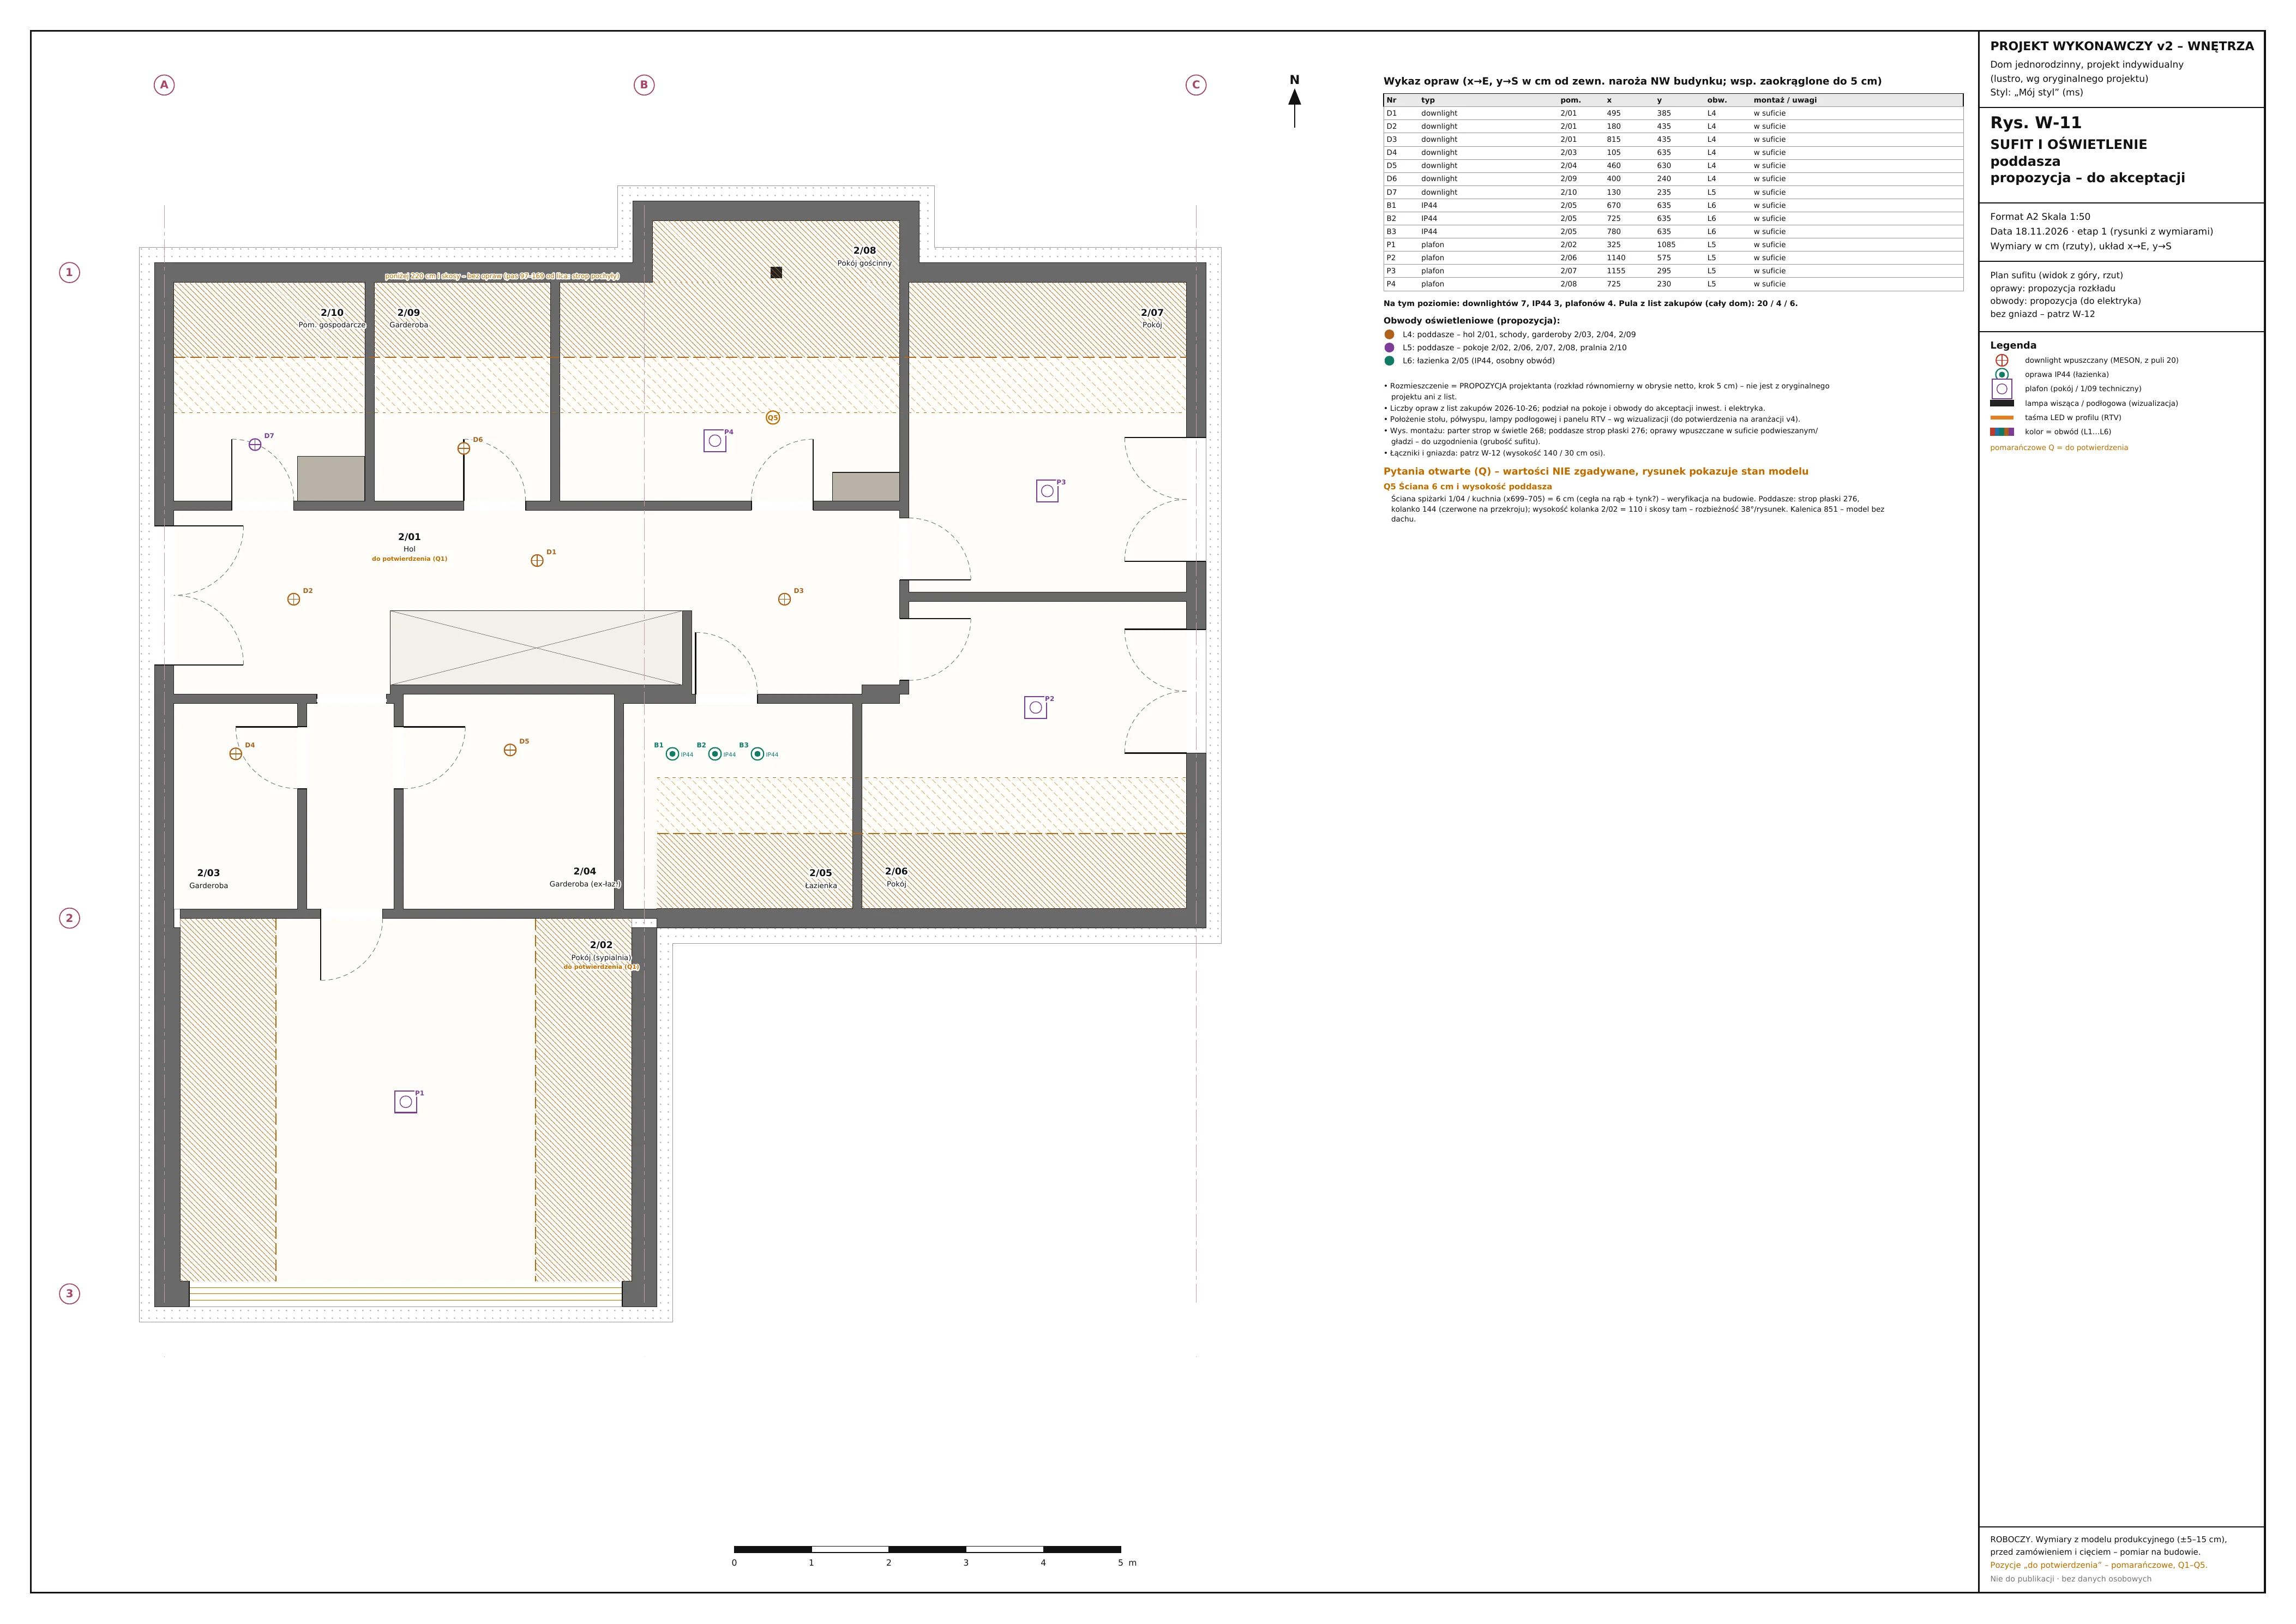 A
B
C
N
1
2
3
poniżej 220 cm i skosy – bez opraw (pas 97–169 od lica: strop pochyły)
2/08
Pokój gościnny
2/10
Pom. gospodarcze
2/09
Garderoba
2/07
Pokój
Q5
D7
D6
P4
P3
2/01
Hol
do potwierdzenia (Q1)
D1
D2
D3
P2
D4
D5
B1
IP44
B2
IP44
B3
IP44
2/03
Garderoba
2/04
Garderoba (ex-łaz.)
2/05
Łazienka
2/06
Pokój
2/02
Pokój (sypialnia)
do potwierdzenia (Q1)
P1
0 1 2 3 4 5 m
Wykaz opraw (x→E, y→S w cm od zewn. naroża NW budynku; wsp. zaokrąglone do 5 cm)
Nr typ pom. x y obw. montaż / uwagi
D1 downlight 2/01 495 385 L4 w suficie
D2 downlight 2/01 180 435 L4 w suficie
D3 downlight 2/01 815 435 L4 w suficie
D4 downlight 2/03 105 635 L4 w suficie
D5 downlight 2/04 460 630 L4 w suficie
D6 downlight 2/09 400 240 L4 w suficie
D7 downlight 2/10 130 235 L5 w suficie
B1 IP44 2/05 670 635 L6 w suficie
B2 IP44 2/05 725 635 L6 w suficie
B3 IP44 2/05 780 635 L6 w suficie
P1 plafon 2/02 325 1085 L5 w suficie
P2 plafon 2/06 1140 575 L5 w suficie
P3 plafon 2/07 1155 295 L5 w suficie
P4 plafon 2/08 725 230 L5 w suficie
Na tym poziomie: downlightów 7, IP44 3, plafonów 4. Pula z list zakupów (cały dom): 20 / 4 / 6.
Obwody oświetleniowe (propozycja):
L4: poddasze – hol 2/01, schody, garderoby 2/03, 2/04, 2/09
L5: poddasze – pokoje 2/02, 2/06, 2/07, 2/08, pralnia 2/10
L6: łazienka 2/05 (IP44, osobny obwód)
• Rozmieszczenie = PROPOZYCJA projektanta (rozkład równomierny w obrysie netto, krok 5 cm) – nie jest z oryginalnego
projektu ani z list.
• Liczby opraw z list zakupów 2026-10-26; podział na pokoje i obwody do akceptacji inwest. i elektryka.
• Położenie stołu, półwyspu, lampy podłogowej i panelu RTV – wg wizualizacji (do potwierdzenia na aranżacji v4).
• Wys. montażu: parter strop w świetle 268; poddasze strop płaski 276; oprawy wpuszczane w suficie podwieszanym/
gładzi – do uzgodnienia (grubość sufitu).
• Łączniki i gniazda: patrz W-12 (wysokość 140 / 30 cm osi).
Pytania otwarte (Q) – wartości NIE zgadywane, rysunek pokazuje stan modelu
Q5 Ściana 6 cm i wysokość poddasza
Ściana spiżarki 1/04 / kuchnia (x699–705) = 6 cm (cegła na rąb + tynk?) – weryfikacja na budowie. Poddasze: strop płaski 276,
kolanko 144 (czerwone na przekroju); wysokość kolanka 2/02 = 110 i skosy tam – rozbieżność 38°/rysunek. Kalenica 851 – model bez
dachu.
PROJEKT WYKONAWCZY v2 – WNĘTRZA
Dom jednorodzinny, projekt indywidualny
(lustro, wg oryginalnego projektu)
Styl: „Mój styl” (ms)
Rys. W-11
SUFIT I OŚWIETLENIE
poddasza
propozycja – do akceptacji
Format A2 Skala 1:50
Data 18.11.2026 · etap 1 (rysunki z wymiarami)
Wymiary w cm (rzuty), układ x→E, y→S
Plan sufitu (widok z góry, rzut)
oprawy: propozycja rozkładu
obwody: propozycja (do elektryka)
bez gniazd – patrz W-12
Legenda
downlight wpuszczany (MESON, z puli 20)
oprawa IP44 (łazienka)
plafon (pokój / 1/09 techniczny)
lampa wisząca / podłogowa (wizualizacja)
taśma LED w profilu (RTV)
kolor = obwód (L1…L6)
pomarańczowe Q = do potwierdzenia
ROBOCZY. Wymiary z modelu produkcyjnego (±5–15 cm),
przed zamówieniem i cięciem – pomiar na budowie.
Pozycje „do potwierdzenia” – pomarańczowe, Q1–Q5.
Nie do publikacji · bez danych osobowych